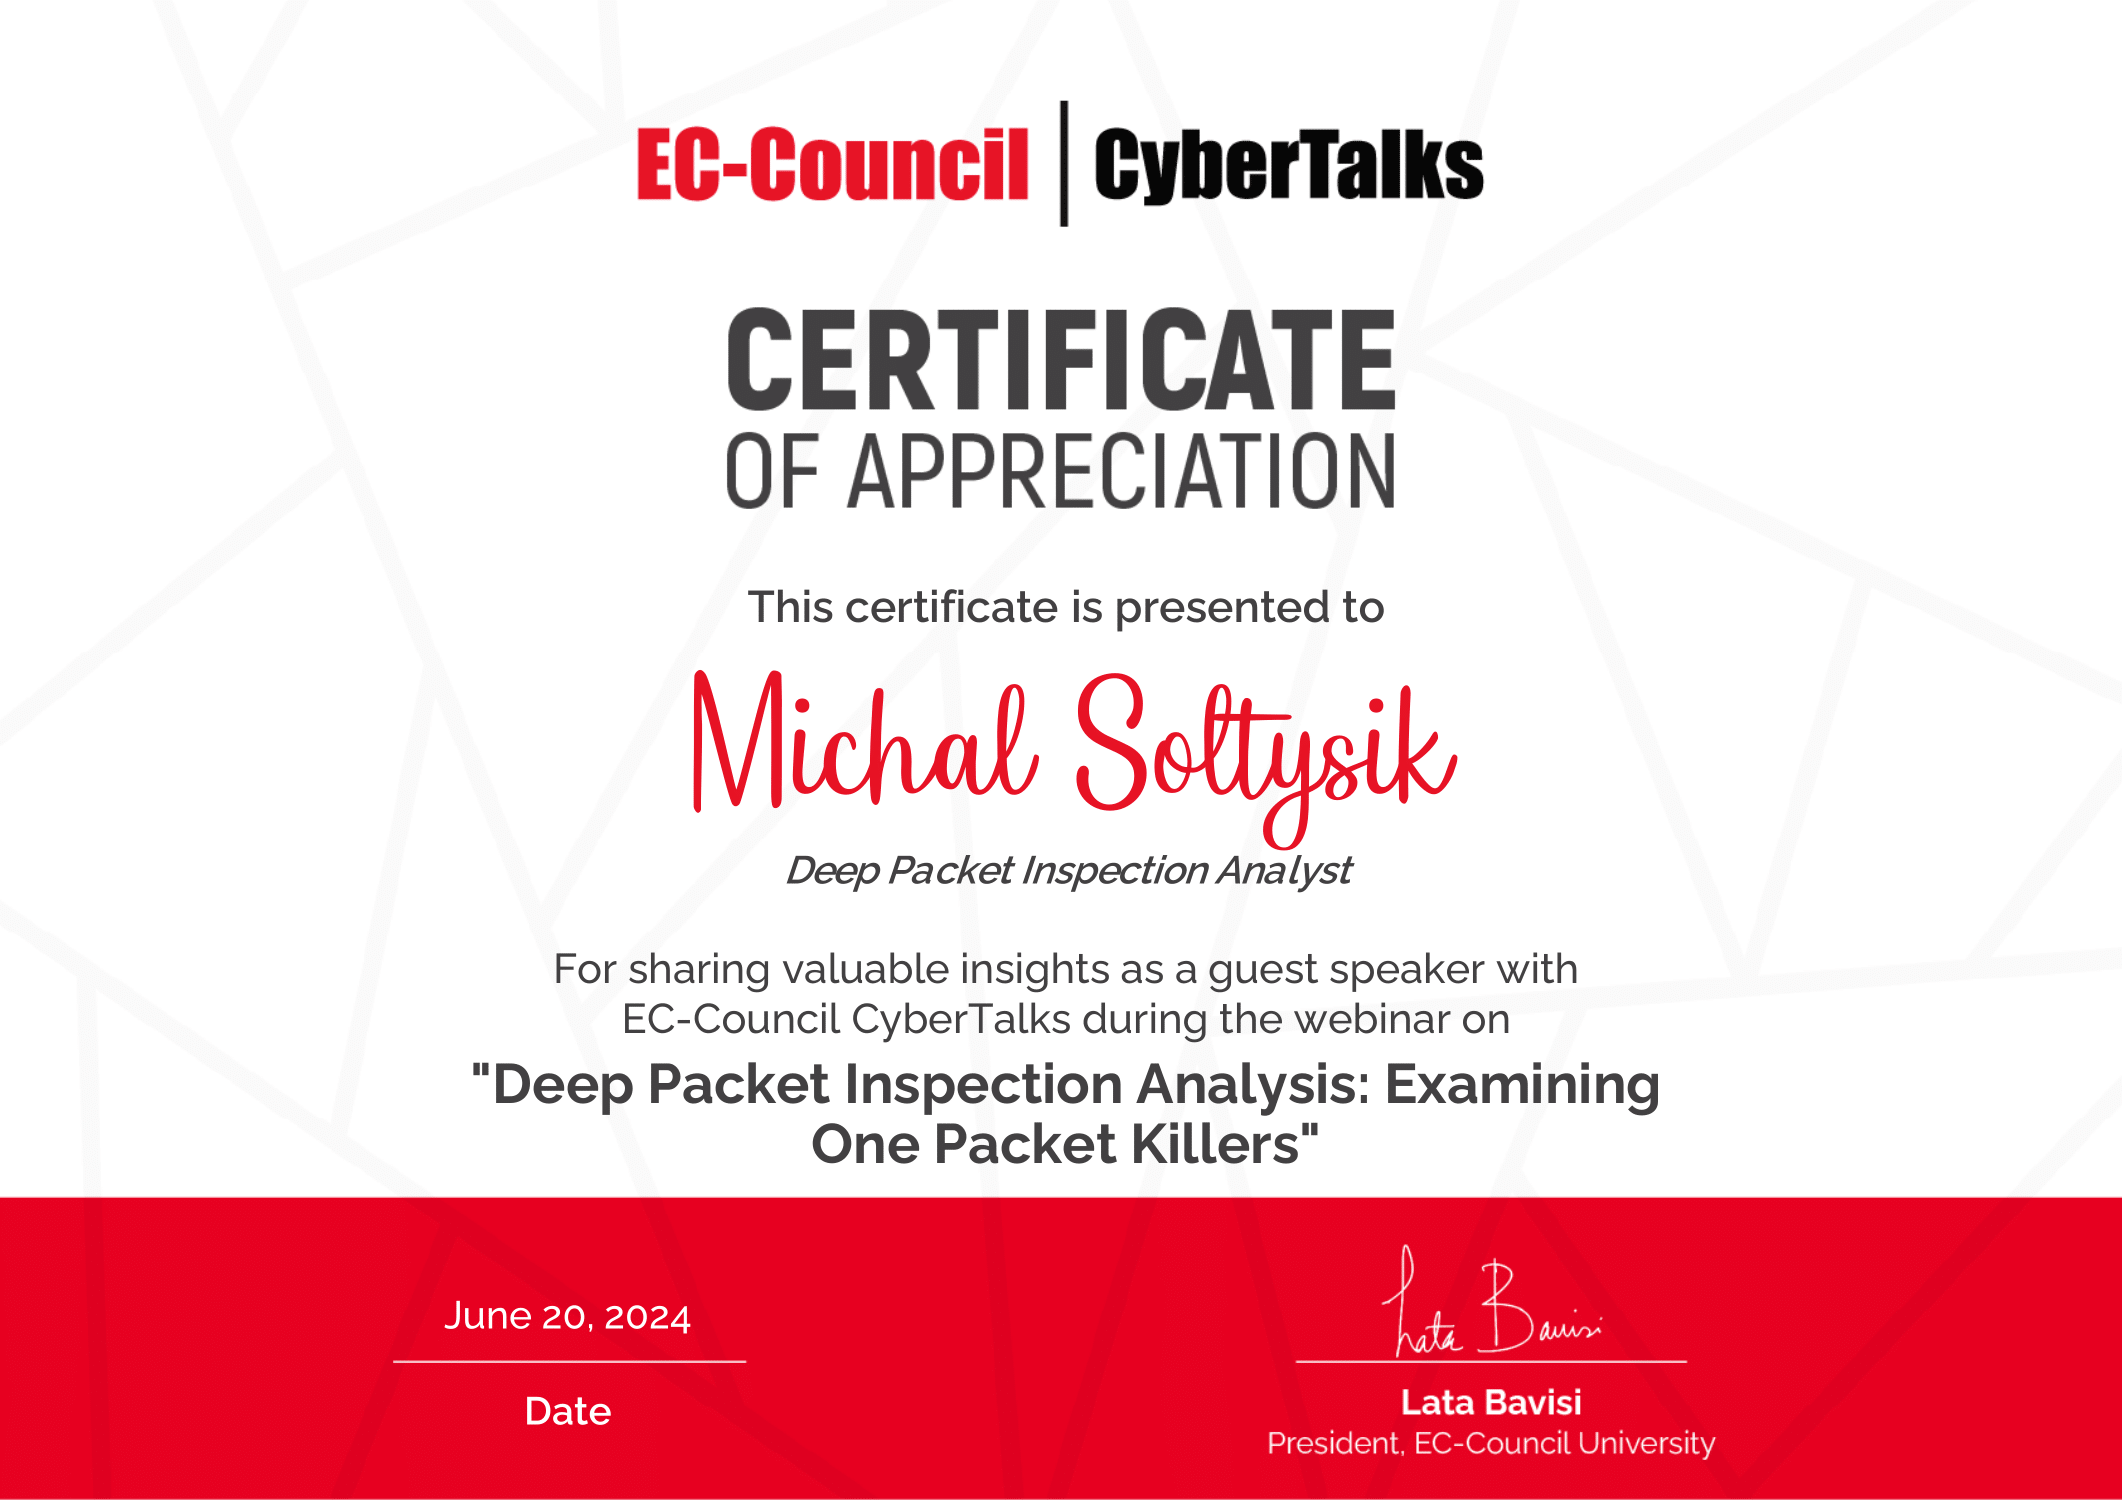 EC-Council | CyberTalks
CERTIFICATE
OF APPRECIATION
This certificate is presented to
Michal Soltysik
Deep Packet Inspection Analyst
For sharing valuable insights as a guest speaker with
EC-Council CyberTalks during the webinar on
"Deep Packet Inspection Analysis: Examining
One Packet Killers"
June 20, 2024
Date
Lata Bavisi
Lata Bavisi
President, EC-Council University